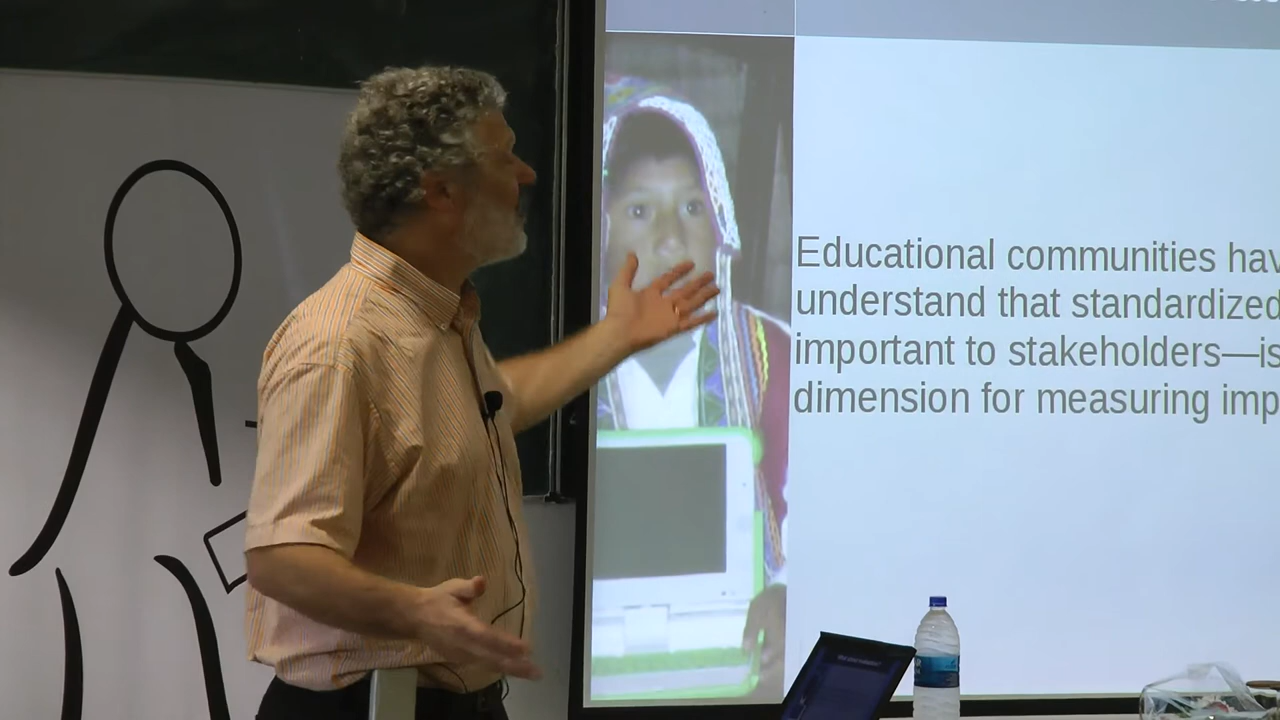 Educational communities hav
understand that standardized
important to stakeholders—is
dimension for measuring imp